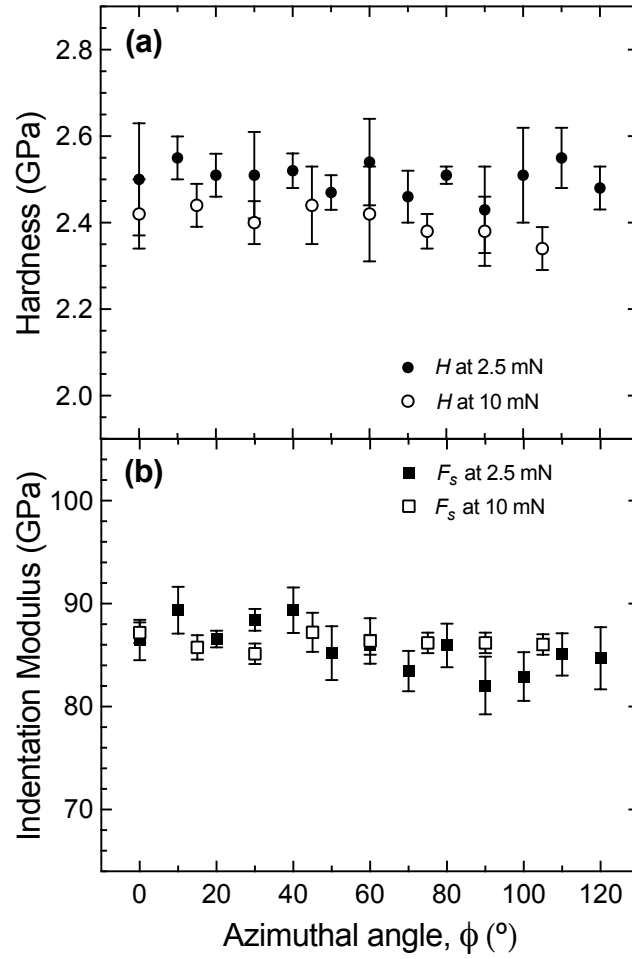 (a)
2.8
2.6
2.4
2.2
2.0
Hardness (GPa)
H at 2.5 mN
H at 10 mN
(b)
F_s at 2.5 mN
F_s at 10 mN
100
90
80
70
Indentation Modulus (GPa)
0 20 40 60 80 100 120
Azimuthal angle, ϕ (º)